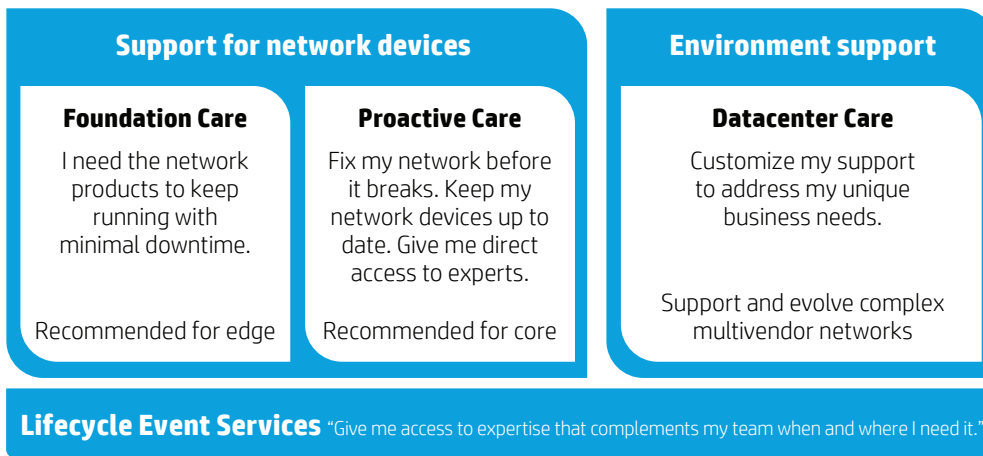 Support for network devices
Foundation Care
I need the network
products to keep
running with
minimal downtime.
Recommended for edge
Proactive Care
Fix my network before
it breaks. Keep my
network devices up to
date. Give me direct
access to experts.
Recommended for core
Environment support
Datacenter Care
Customize my support
to address my unique
business needs.
Support and evolve complex
multivendor networks
Lifecycle Event Services “Give me access to expertise that complements my team when and where I need it.”